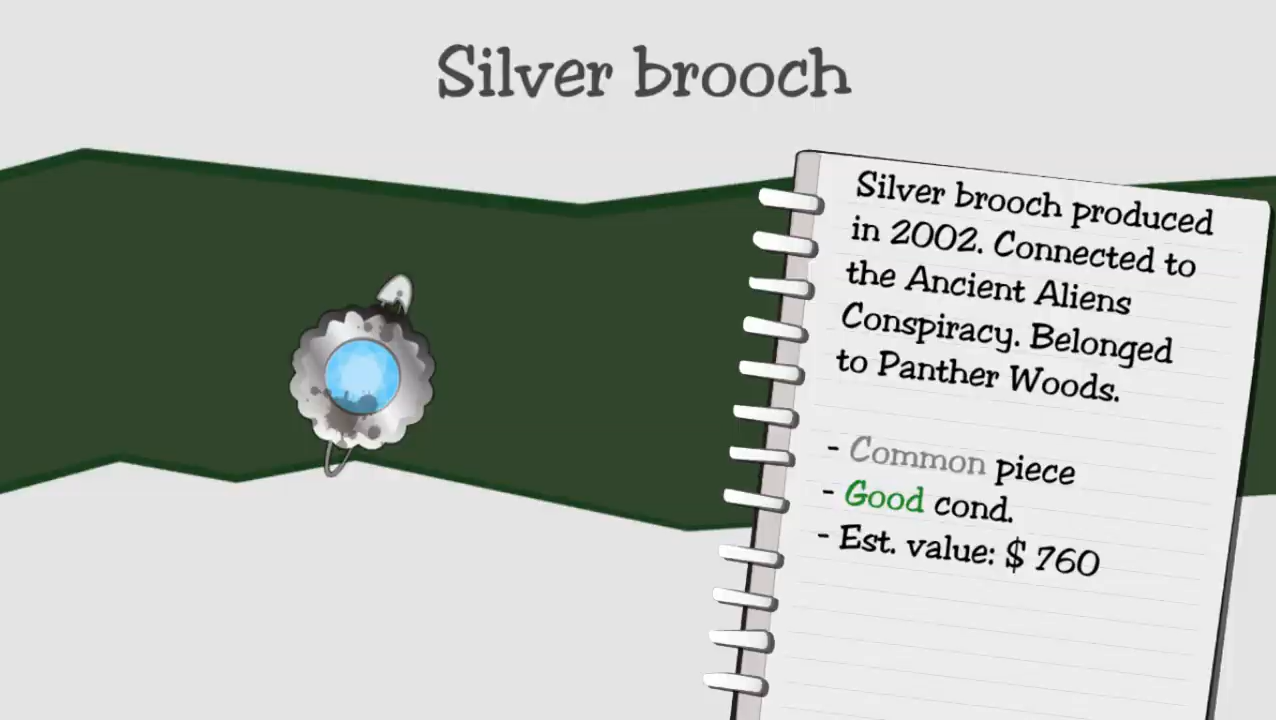 Silver brooch
Silver brooch produced
in 2002. Connected to
the Ancient Aliens
Conspiracy. Belonged
to Panther Woods.
- Common piece
- Good cond.
- Est. value: $ 760